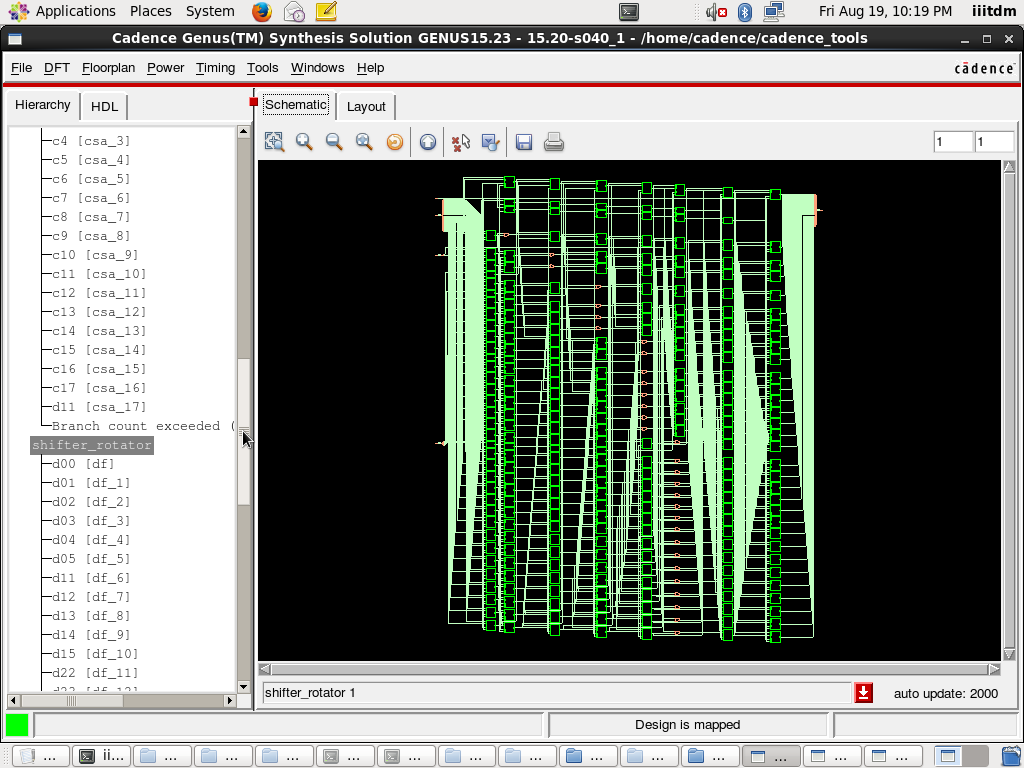 Applications Places System Fri Aug 19, 10:19 PM iiitdm
Cadence Genus(TM) Synthesis Solution GENUS15.23 - 15.20-s040_1 - /home/cadence/cadence_tools
File DFT Floorplan Power Timing Tools Windows Help cādence
Hierarchy HDL Schematic Layout
1 1
c4 [csa_3]
c5 [csa_4]
c6 [csa_5]
c7 [csa_6]
c8 [csa_7]
c9 [csa_8]
c10 [csa_9]
c11 [csa_10]
c12 [csa_11]
c13 [csa_12]
c14 [csa_13]
c15 [csa_14]
c16 [csa_15]
c17 [csa_16]
d11 [csa_17]
Branch count exceeded (
shifter_rotator
d00 [df]
d01 [df_1]
d02 [df_2]
d03 [df_3]
d04 [df_4]
d05 [df_5]
d11 [df_6]
d12 [df_7]
d13 [df_8]
d14 [df_9]
d15 [df_10]
d22 [df_11]
shifter_rotator 1 auto update: 2000
Design is mapped
... ii... ... ... ... ... ... ... ... ... ... ... ... ...